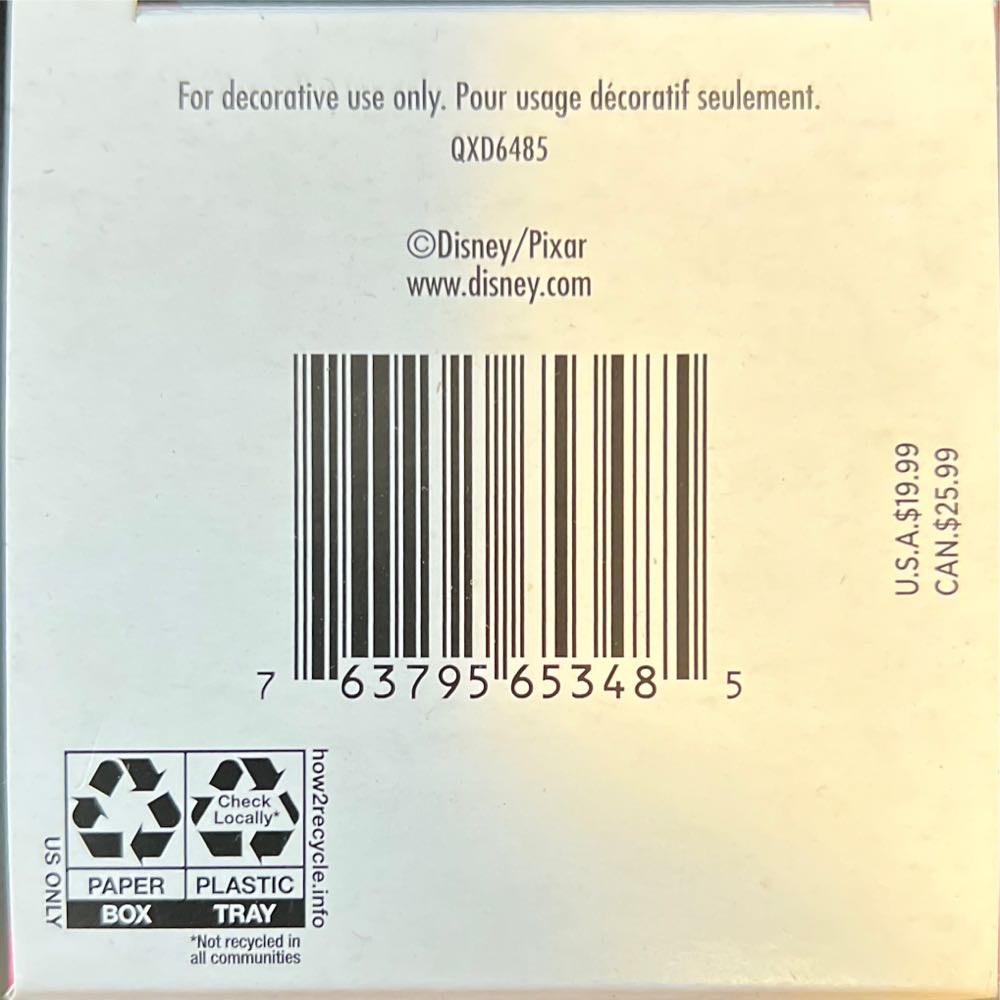 For decorative use only. Pour usage décoratif seulement.
QXD6485
©Disney/Pixar
www.disney.com
U.S.A.$19.99
CAN.$25.99
7 63795 65348 5
how2recycle.info
US ONLY
Check
Locally*
PAPER PLASTIC
BOX TRAY
*Not recycled in
all communities